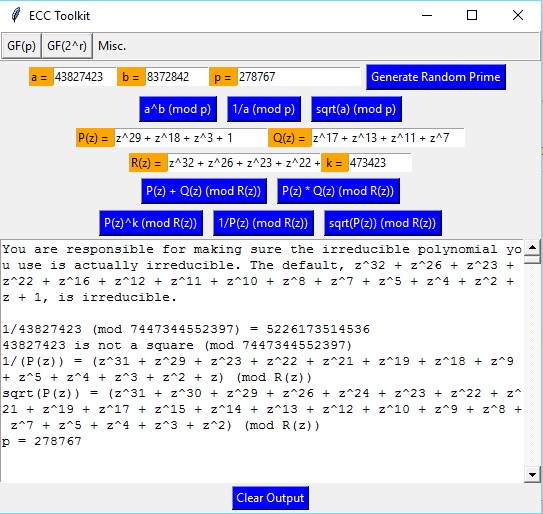 ECC Toolkit
GF(p) GF(2^r) Misc.
a = 43827423 b = 8372842 p = 278767 Generate Random Prime
a^b (mod p) 1/a (mod p) sqrt(a) (mod p)
P(z) = z^29 + z^18 + z^3 + 1 Q(z) = z^17 + z^13 + z^11 + z^7
R(z) = z^32 + z^26 + z^23 + z^22 + k = 473423
P(z) + Q(z) (mod R(z)) P(z) * Q(z) (mod R(z))
P(z)^k (mod R(z)) 1/P(z) (mod R(z)) sqrt(P(z)) (mod R(z))
You are responsible for making sure the irreducible polynomial yo
u use is actually irreducible. The default, z^32 + z^26 + z^23 +
z^22 + z^16 + z^12 + z^11 + z^10 + z^8 + z^7 + z^5 + z^4 + z^2 +
z + 1, is irreducible.
1/43827423 (mod 7447344552397) = 5226173514536
43827423 is not a square (mod 7447344552397)
1/(P(z)) = (z^31 + z^29 + z^23 + z^22 + z^21 + z^19 + z^18 + z^9
+ z^5 + z^4 + z^3 + z^2 + z) (mod R(z))
sqrt(P(z)) = (z^31 + z^30 + z^29 + z^26 + z^24 + z^23 + z^22 + z^
21 + z^19 + z^17 + z^15 + z^14 + z^13 + z^12 + z^10 + z^9 + z^8 +
z^7 + z^5 + z^4 + z^3 + z^2) (mod R(z))
p = 278767
Clear Output